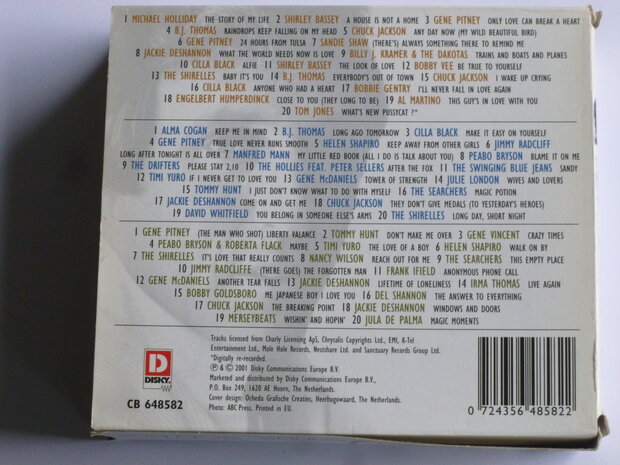 1 MICHAEL HOLLIDAY THE STORY OF MY LIFE 2 SHIRLEY BASSEY A HOUSE IS NOT A HOME 3 GENE PITNEY ONLY LOVE CAN BREAK A HEART
4 B.J. THOMAS RAINDROPS KEEP FALLING ON MY HEAD 5 CHUCK JACKSON ANY DAY NOW (MY WILD BEAUTIFUL BIRD)
6 GENE PITNEY 24 HOURS FROM TULSA 7 SANDIE SHAW (THERE'S) ALWAYS SOMETHING THERE TO REMIND ME
8 JACKIE DESHANNON WHAT THE WORLD NEEDS NOW IS LOVE 9 BILLY J. KRAMER & THE DAKOTAS TRAINS AND BOATS AND PLANES
10 CILLA BLACK ALFIE 11 SHIRLEY BASSEY THE LOOK OF LOVE 12 BOBBY VEE BE TRUE TO YOURSELF
13 THE SHIRELLES BABY IT'S YOU 14 B.J. THOMAS EVERYBODY'S OUT OF TOWN 15 CHUCK JACKSON I WAKE UP CRYING
16 CILLA BLACK ANYONE WHO HAD A HEART 17 BOBBIE GENTRY I'LL NEVER FALL IN LOVE AGAIN
18 ENGELBERT HUMPERDINCK CLOSE TO YOU (THEY LONG TO BE) 19 AL MARTINO THIS GUY'S IN LOVE WITH YOU
20 TOM JONES WHAT'S NEW PUSSYCAT ?*
1 ALMA COGAN KEEP ME IN MIND 2 B.J. THOMAS LONG AGO TOMORROW 3 CILLA BLACK MAKE IT EASY ON YOURSELF
4 GENE PITNEY TRUE LOVE NEVER RUNS SMOOTH 5 HELEN SHAPIRO KEEP AWAY FROM OTHER GIRLS 6 JIMMY RADCLIFF
LONG AFTER TONIGHT IS ALL OVER 7 MANFRED MANN MY LITTLE RED BOOK (ALL I DO IS TALK ABOUT YOU) 8 PEABO BRYSON BLAME IT ON ME
9 THE DRIFTERS PLEASE STAY 2,10 10 THE HOLLIES FEAT. PETER SELLERS AFTER THE FOX 11 THE SWINGING BLUE JEANS SANDY
12 TIMI YURO IF I NEVER GET TO LOVE YOU 13 GENE McDANIELS TOWER OF STRENGTH 14 JULIE LONDON WIVES AND LOVERS
15 TOMMY HUNT I JUST DON'T KNOW WHAT TO DO WITH MYSELF 16 THE SEARCHERS MAGIC POTION
17 JACKIE DESHANNON COME ON AND GET ME 18 CHUCK JACKSON THEY DON'T GIVE MEDALS (TO YESTERDAY'S HEROES)
19 DAVID WHITFIELD YOU BELONG IN SOMEONE ELSE'S ARMS 20 THE SHIRELLES LONG DAY, SHORT NIGHT
1 GENE PITNEY (THE MAN WHO SHOT) LIBERTY VALANCE 2 TOMMY HUNT DON'T MAKE ME OVER 3 GENE VINCENT CRAZY TIMES
4 PEABO BRYSON & ROBERTA FLACK MAYBE 5 TIMI YURO THE LOVE OF A BOY 6 HELEN SHAPIRO WALK ON BY
7 THE SHIRELLES IT'S LOVE THAT REALLY COUNTS 8 NANCY WILSON REACH OUT FOR ME 9 THE SEARCHERS THIS EMPTY PLACE
10 JIMMY RADCLIFFE (THERE GOES) THE FORGOTTEN MAN 11 FRANK IFIELD ANONYMOUS PHONE CALL
12 GENE McDANIELS ANOTHER TEAR FALLS 13 JACKIE DESHANNON LIFETIME OF LONELINESS 14 IRMA THOMAS LIVE AGAIN
15 BOBBY GOLDSBORO ME JAPANESE BOY I LOVE YOU 16 DEL SHANNON THE ANSWER TO EVERYTHING
17 CHUCK JACKSON THE BREAKING POINT 18 JACKIE DESHANNON WINDOWS AND DOORS
19 MERSEYBEATS WISHIN' AND HOPIN' 20 JULA DE PALMA MAGIC MOMENTS
Tracks licensed from Charly Licensing ApS, Chrysalis Copyrights Ltd., EMI, K-Tel
Entertainment Ltd., Mole Hole Records, Nestshare Ltd. and Sanctuary Records Group Ltd.
*Digitally re-recorded.
℗ & © 2001 Disky Communications Europe B.V.
Marketed and distributed by Disky Communications Europe B.V.,
P.O. Box 249, 1620 AE Hoorn, The Netherlands.
Cover design: Ocheda Grafische Creaties, Heerhugowaard, The Netherlands.
Photo: ABC Press. Printed in EU.
D
DISKY
CB 648582
0 724356 485822